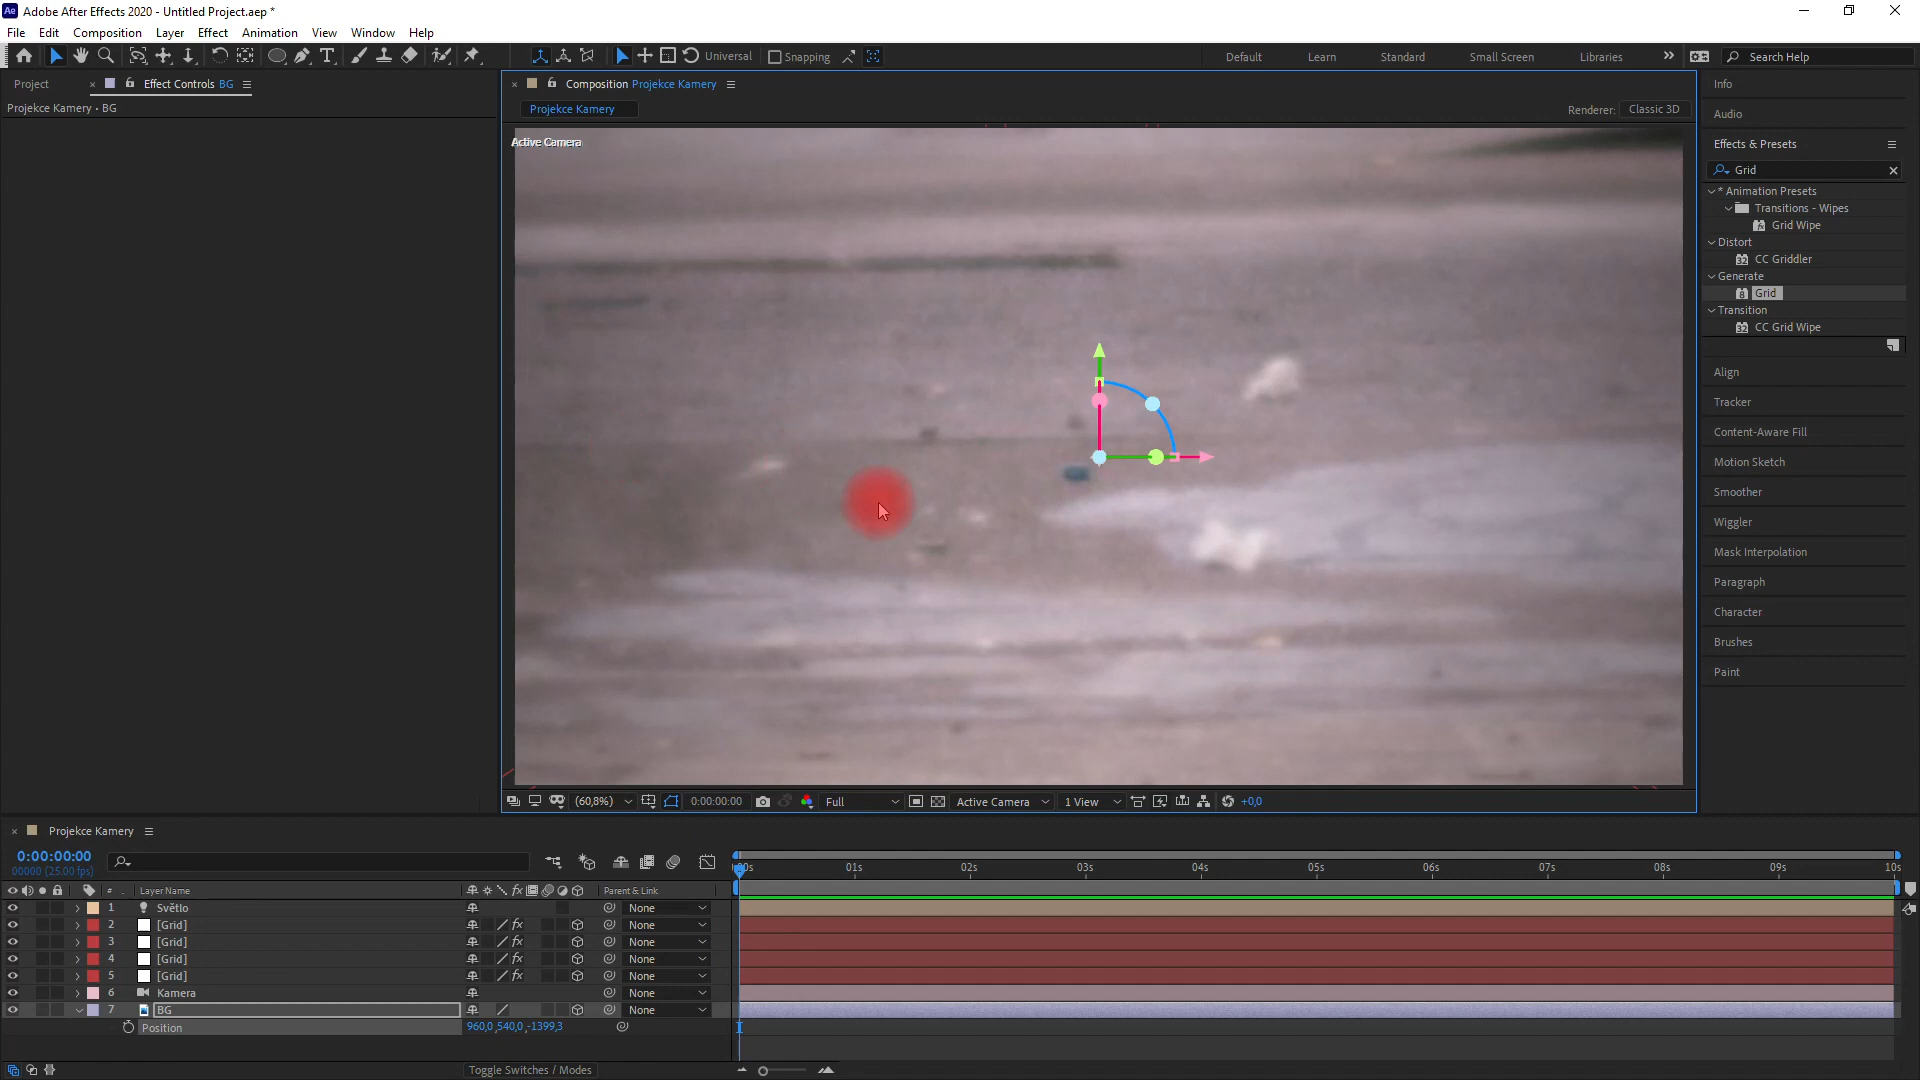 Ae Adobe After Effects 2020 - Untitled Project.aep *
File Edit Composition Layer Effect Animation View Window Help
Universal Snapping Default Learn Standard Small Screen Libraries Search Help
Project Effect Controls BG
Projekce Kamery • BG
Composition Projekce Kamery
Projekce Kamery Renderer: Classic 3D
Active Camera
Info
Audio
Effects & Presets
Grid
* Animation Presets
Transitions - Wipes
Grid Wipe
Distort
CC Griddler
Generate
Grid
Transition
CC Grid Wipe
Align
Tracker
Content-Aware Fill
Motion Sketch
Smoother
Wiggler
Mask Interpolation
Paragraph
Character
Brushes
Paint
(60,8%) 0:00:00:00 Full Active Camera 1 View +0,0
Projekce Kamery
0:00:00:00
00000 (25.00 fps)
:00s 01s 02s 03s 04s 05s 06s 07s 08s 09s 10s
# Layer Name fx Parent & Link
1 Světlo None
2 [Grid] fx None
3 [Grid] fx None
4 [Grid] fx None
5 [Grid] fx None
6 Kamera None
7 BG None
Position 960,0 ,540,0 ,-1399,3
Toggle Switches / Modes